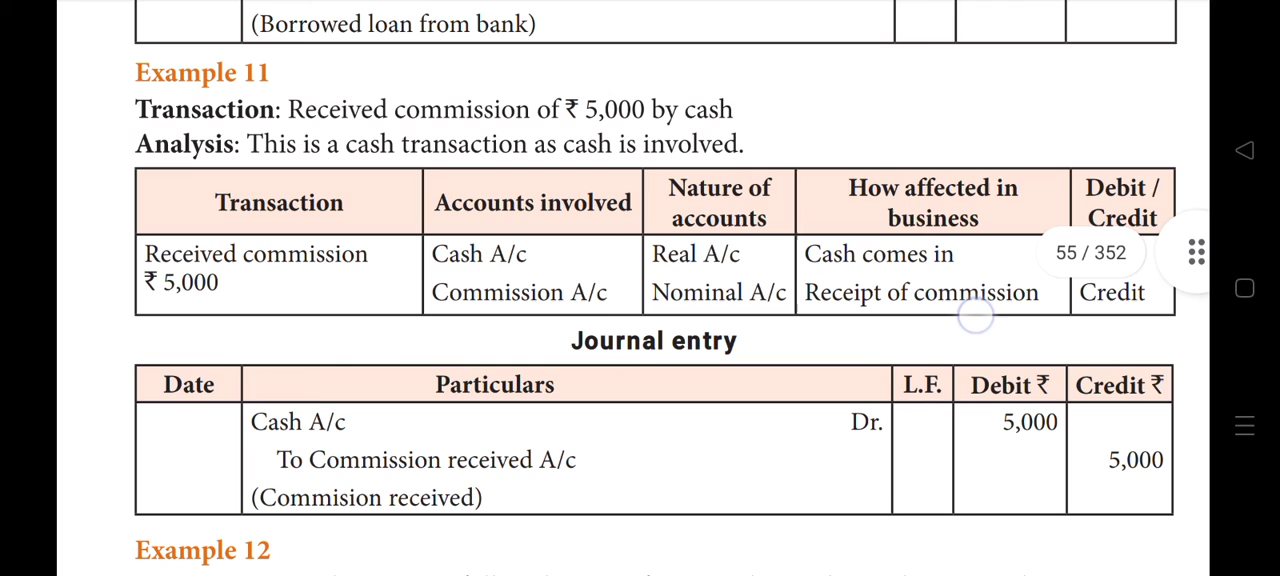 (Borrowed loan from bank)
Example 11
Transaction: Received commission of ₹ 5,000 by cash
Analysis: This is a cash transaction as cash is involved.
Transaction Accounts involved Nature of accounts How affected in business Debit / Credit
Received commission ₹ 5,000 Cash A/c Real A/c Cash comes in
Commission A/c Nominal A/c Receipt of commission Credit
55 / 352
Journal entry
Date Particulars L.F. Debit ₹ Credit ₹
Cash A/c Dr. 5,000
To Commission received A/c 5,000
(Commision received)
Example 12